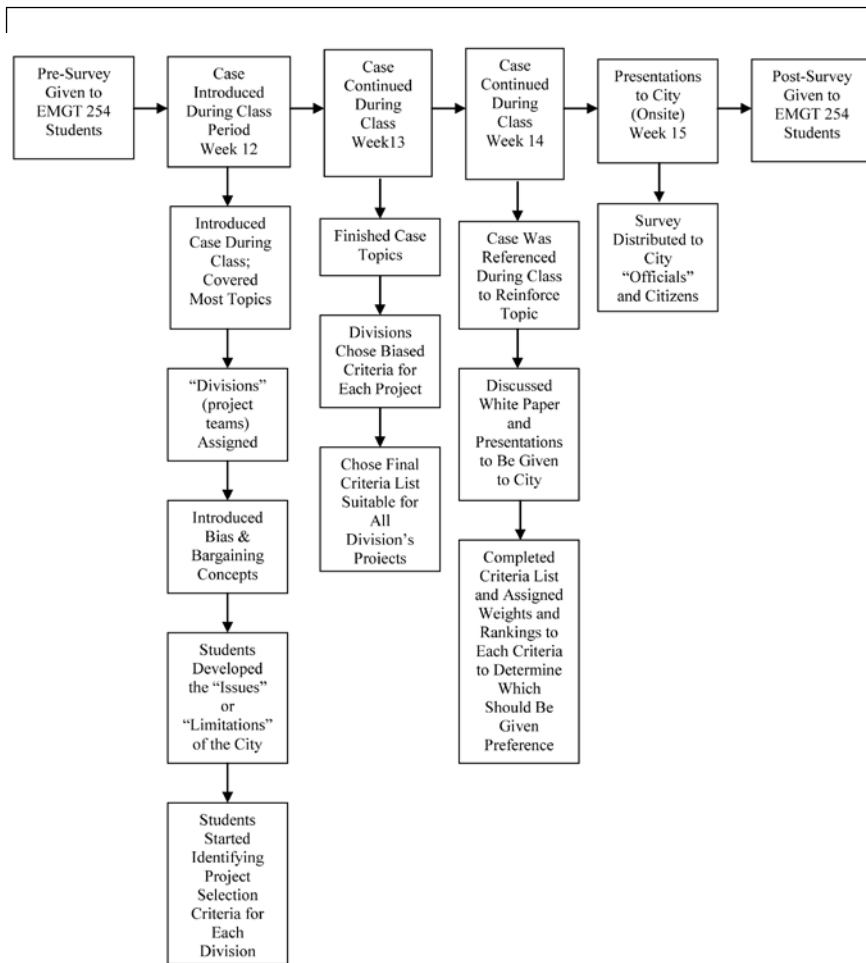 Pre-Survey
Given to
EMGT 254
Students
Case
Introduced
During Class
Period
Week 12
Case
Continued
During
Class
Week13
Case
Continued
During
Class
Week 14
Presentations
to City
(Onsite)
Week 15
Post-Survey
Given to
EMGT 254
Students
Introduced
Case During
Class;
Covered
Most Topics
“Divisions”
(project
teams)
Assigned
Introduced
Bias &
Bargaining
Concepts
Students
Developed
the “Issues”
or
“Limitations”
of the City
Students
Started
Identifying
Project
Selection
Criteria for
Each
Division
Finished Case
Topics
Divisions
Chose Biased
Criteria for
Each Project
Chose Final
Criteria List
Suitable for
All
Division’s
Projects
Case Was
Referenced
During Class
to Reinforce
Topic
Discussed
White Paper
and
Presentations
to Be Given
to City
Completed
Criteria List
and Assigned
Weights and
Rankings to
Each Criteria
to Determine
Which
Should Be
Given
Preference
Survey
Distributed to
City
“Officials”
and Citizens